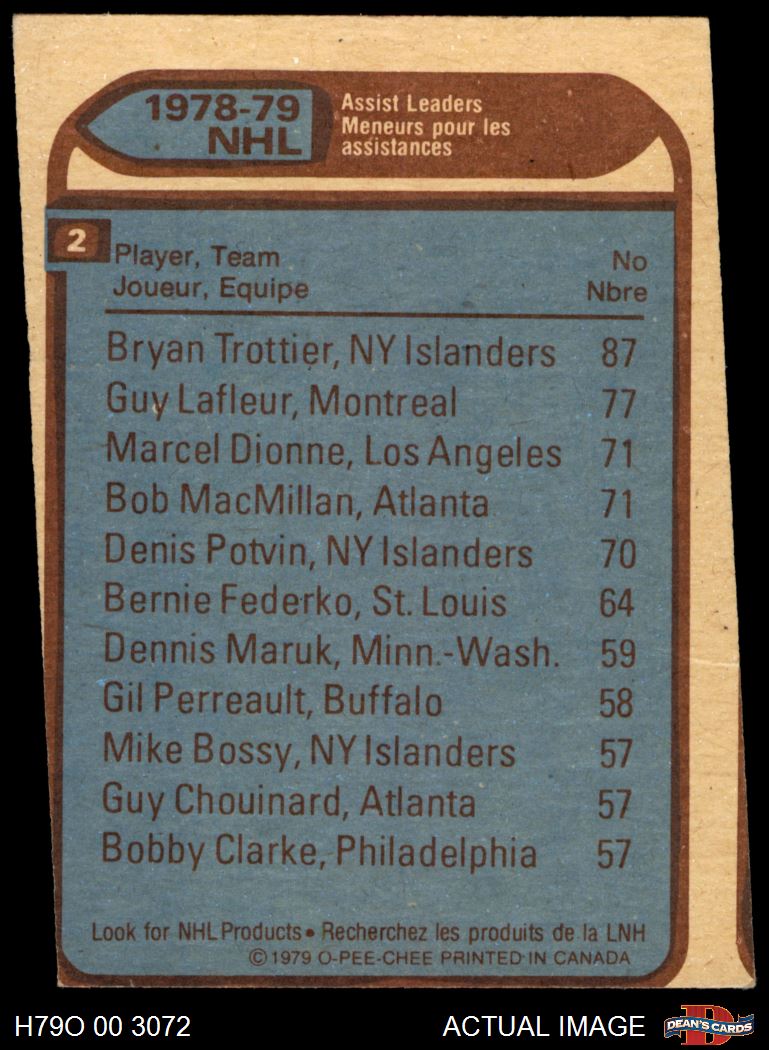 1978-79
NHL
Assist Leaders
Meneurs pour les
assistances
2
Player, Team No
Joueur, Equipe Nbre
Bryan Trottier, NY Islanders 87
Guy Lafleur, Montreal 77
Marcel Dionne, Los Angeles 71
Bob MacMillan, Atlanta 71
Denis Potvin, NY Islanders 70
Bernie Federko, St. Louis 64
Dennis Maruk, Minn.-Wash. 59
Gil Perreault, Buffalo 58
Mike Bossy, NY Islanders 57
Guy Chouinard, Atlanta 57
Bobby Clarke, Philadelphia 57
Look for NHL Products • Recherchez les produits de la LNH
© 1979 O-PEE-CHEE PRINTED IN CANADA
H79O 00 3072 ACTUAL IMAGE D DEAN'S CARDS